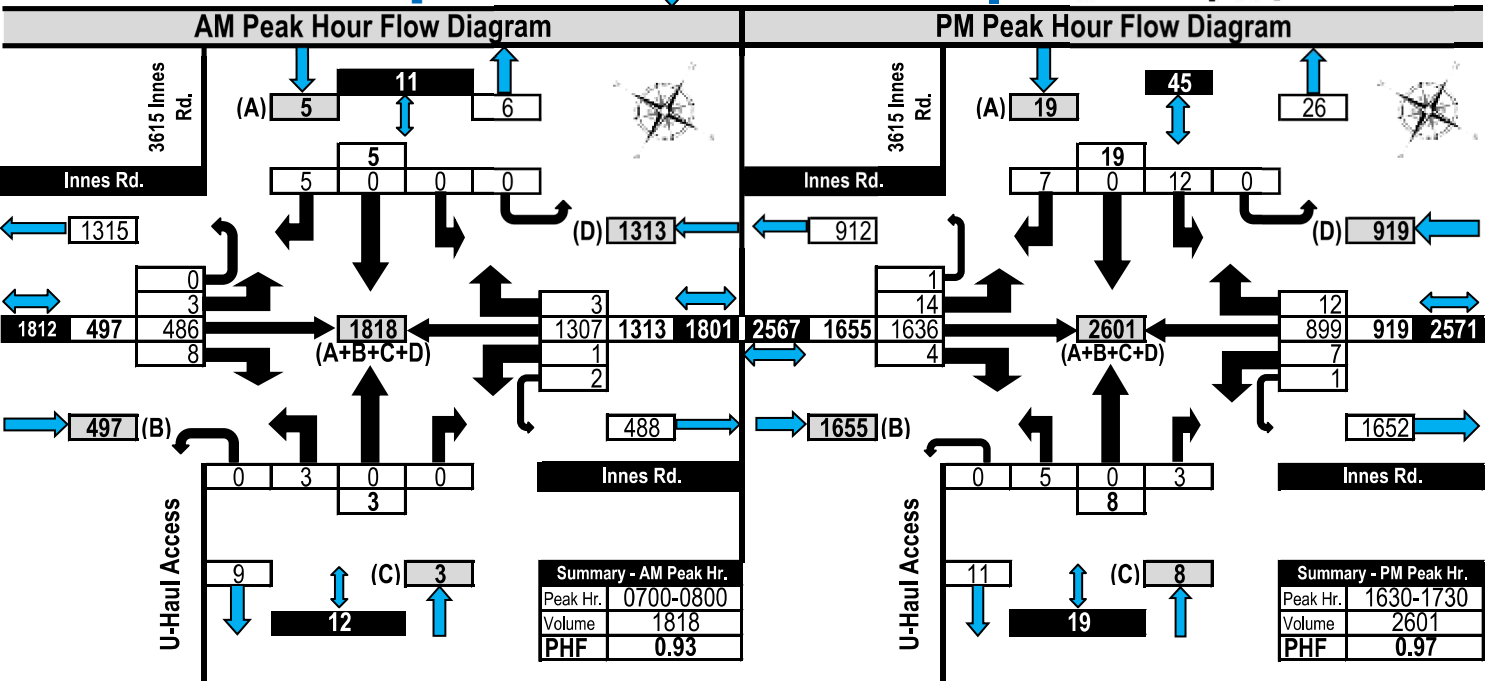 AM Peak Hour Flow Diagram
3615 Innes
Rd.
11
(A) 5
6
5
5 0 0 0
Innes Rd.
1315
(D) 1313
0
3
1812 497 486
8
1818
(A+B+C+D)
3
1307 1313 1801
1
2
497 (B)
488
0 3 0 0
3
Innes Rd.
U-Haul Access
9
(C) 3
12
Summary - AM Peak Hr.
Peak Hr. 0700-0800
Volume 1818
PHF 0.93
PM Peak Hour Flow Diagram
3615 Innes
Rd.
45
(A) 19
26
19
7 0 12 0
Innes Rd.
912
(D) 919
1
14
2567 1655 1636
4
2601
(A+B+C+D)
12
899 919 2571
7
1
1655 (B)
1652
0 5 0 3
8
Innes Rd.
U-Haul Access
11
(C) 8
19
Summary - PM Peak Hr.
Peak Hr. 1630-1730
Volume 2601
PHF 0.97